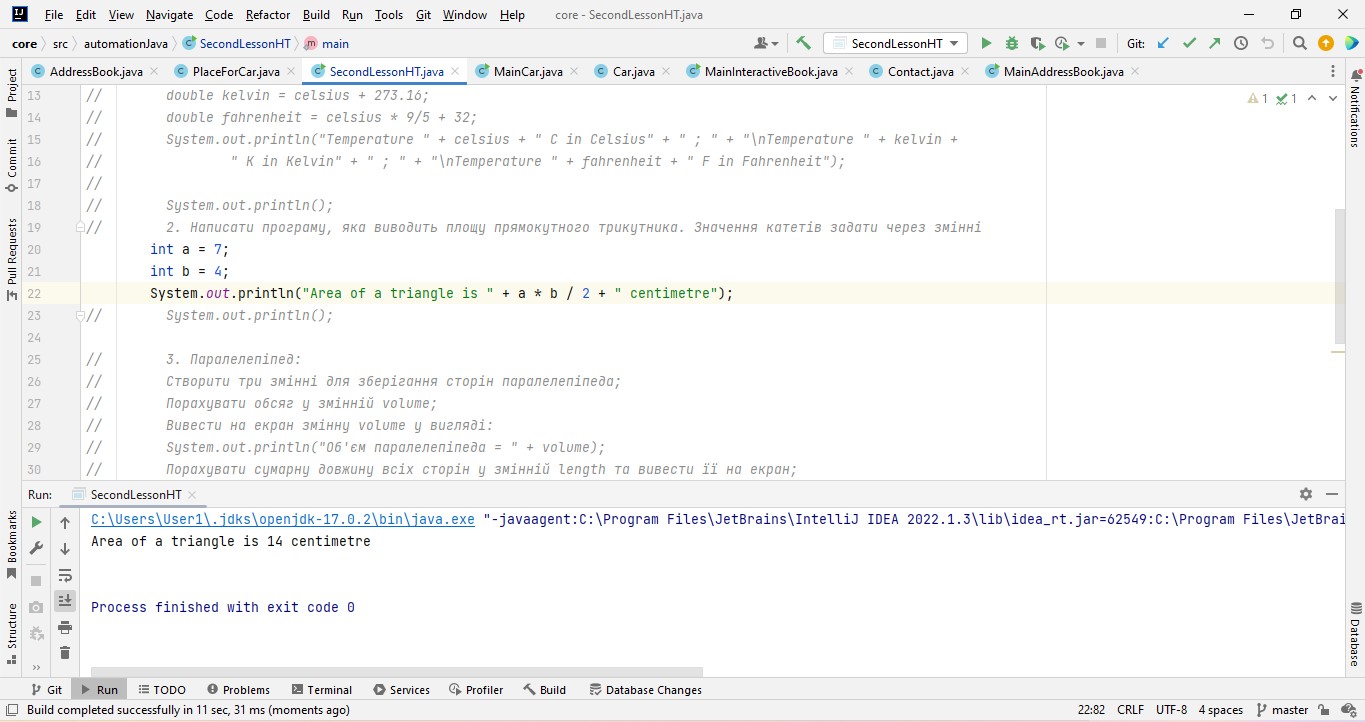 File Edit View Navigate Code Refactor Build Run Tools Git Window Help core - SecondLessonHT.java
core src automationJava SecondLessonHT main SecondLessonHT Git:
AddressBook.java PlaceForCar.java SecondLessonHT.java MainCar.java Car.java MainInteractiveBook.java Contact.java MainAddressBook.java
Project
Commit
Pull Requests
Bookmarks
Structure
Notifications
Database
1 1
13 // double kelvin = celsius + 273.16;
14 // double fahrenheit = celsius * 9/5 + 32;
15 // System.out.println("Temperature " + celsius + " C in Celsius" + " ; " + "\nTemperature " + kelvin +
16 // " K in Kelvin" + " ; " + "\nTemperature " + fahrenheit + " F in Fahrenheit");
17 //
18 // System.out.println();
19 // 2. Написати програму, яка виводить площу прямокутного трикутника. Значення катетів задати через змінні
20 int a = 7;
21 int b = 4;
22 System.out.println("Area of a triangle is " + a * b / 2 + " centimetre");
23 // System.out.println();
24
25 // 3. Паралелепіпед:
26 // Створити три змінні для зберігання сторін паралелепіпеда;
27 // Порахувати обсяг у змінній volume;
28 // Вивести на екран змінну volume у вигляді:
29 // System.out.println("Об'єм паралелепіпеда = " + volume);
30 // Порахувати сумарну довжину всіх сторін у змінній length та вивести її на екран;
Run: SecondLessonHT
C:\Users\User1\.jdks\openjdk-17.0.2\bin\java.exe "-javaagent:C:\Program Files\JetBrains\IntelliJ IDEA 2022.1.3\lib\idea_rt.jar=62549:C:\Program Files\JetBrai
Area of a triangle is 14 centimetre
Process finished with exit code 0
Git Run TODO Problems Terminal Services Profiler Build Database Changes
Build completed successfully in 11 sec, 31 ms (moments ago) 22:82 CRLF UTF-8 4 spaces master